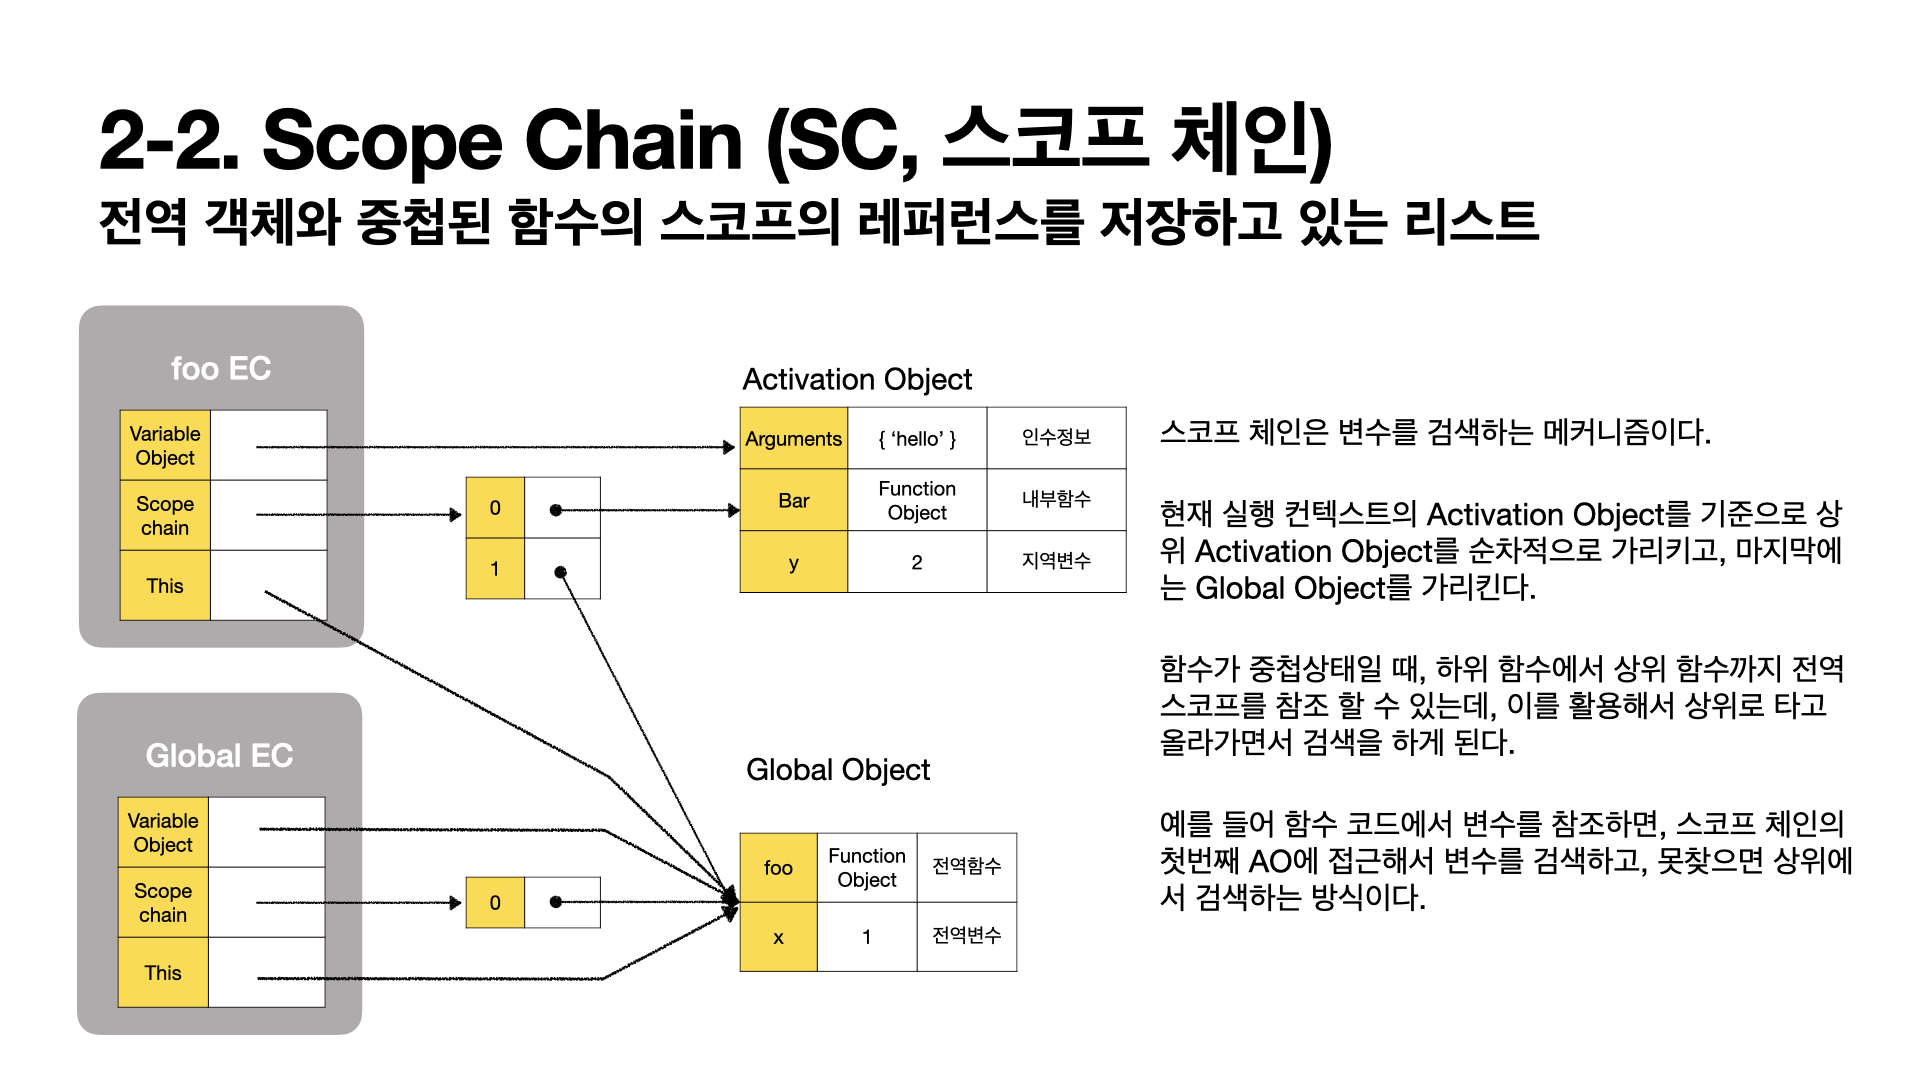 2-2. Scope Chain (SC, 스코프 체인)
전역 객체와 중첩된 함수의 스코프의 레퍼런스를 저장하고 있는 리스트
foo EC
Variable
Object
Scope
chain
This
0
1
Activation Object
Arguments
{ ‘hello’ }
인수정보
Bar
Function
Object
내부함수
y
2
지역변수
Global EC
Variable
Object
Scope
chain
This
0
Global Object
foo
Function
Object
전역함수
x
1
전역변수
스코프 체인은 변수를 검색하는 메커니즘이다.
현재 실행 컨텍스트의 Activation Object를 기준으로 상
위 Activation Object를 순차적으로 가리키고, 마지막에
는 Global Object를 가리킨다.
함수가 중첩상태일 때, 하위 함수에서 상위 함수까지 전역
스코프를 참조 할 수 있는데, 이를 활용해서 상위로 타고
올라가면서 검색을 하게 된다.
예를 들어 함수 코드에서 변수를 참조하면, 스코프 체인의
첫번째 AO에 접근해서 변수를 검색하고, 못찾으면 상위에
서 검색하는 방식이다.